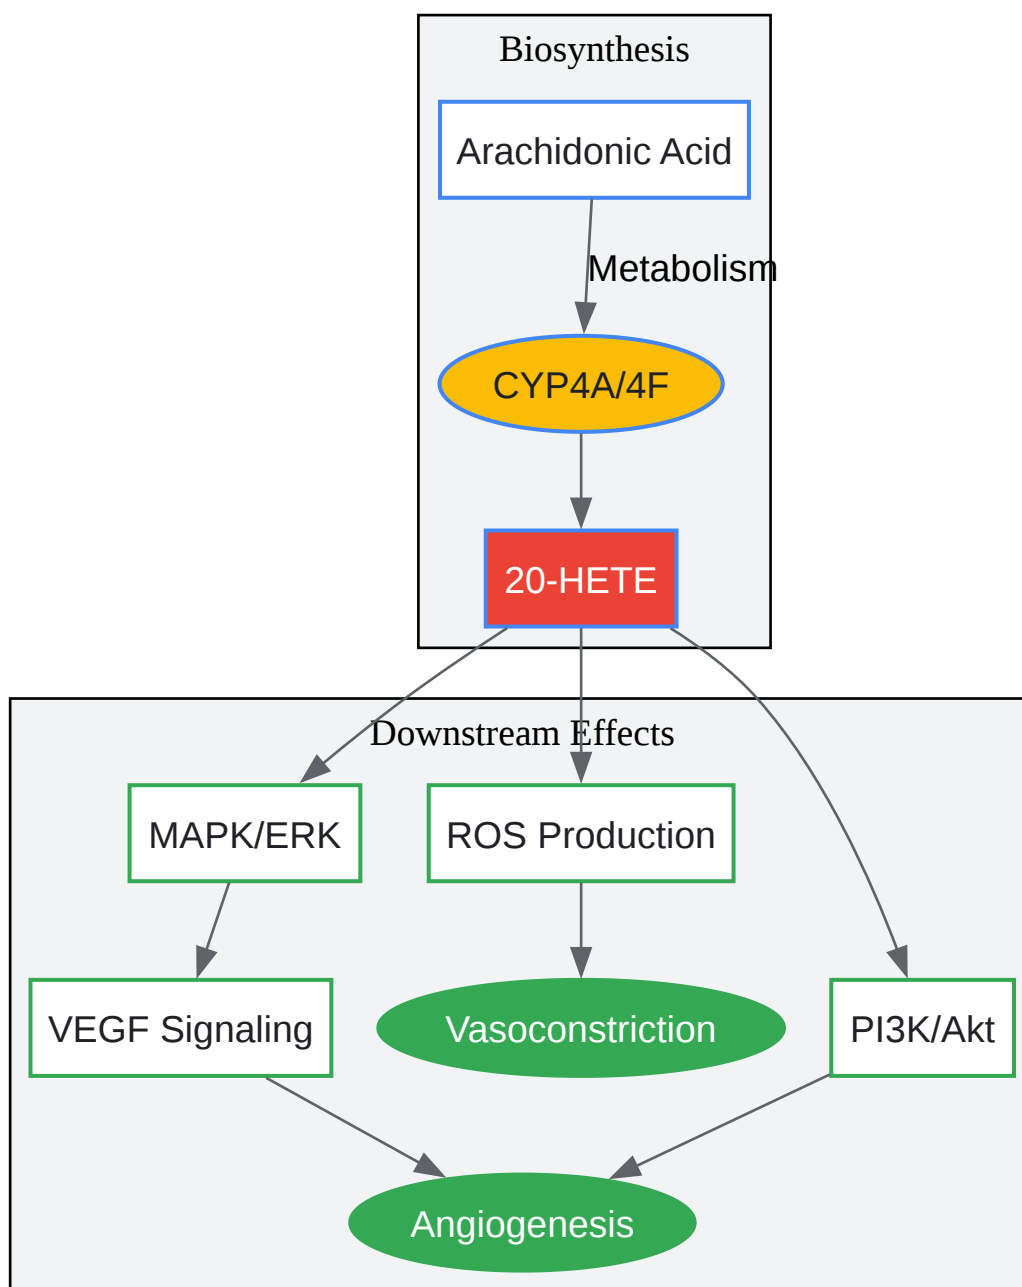 Biosynthesis
Arachidonic Acid
Metabolism
CYP4A/4F
20-HETE
Downstream Effects
MAPK/ERK
ROS Production
VEGF Signaling
Vasoconstriction
PI3K/Akt
Angiogenesis